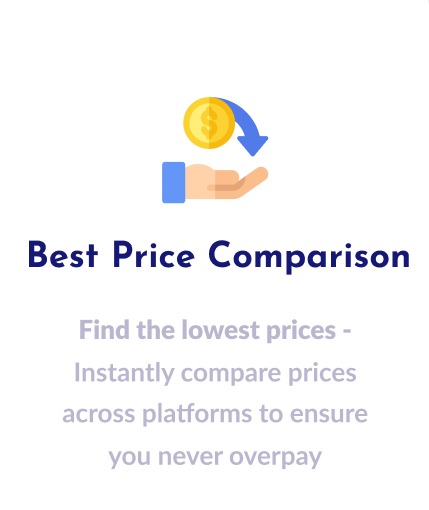 Best Price Comparison
Find the lowest prices -
Instantly compare prices
across platforms to ensure
you never overpay